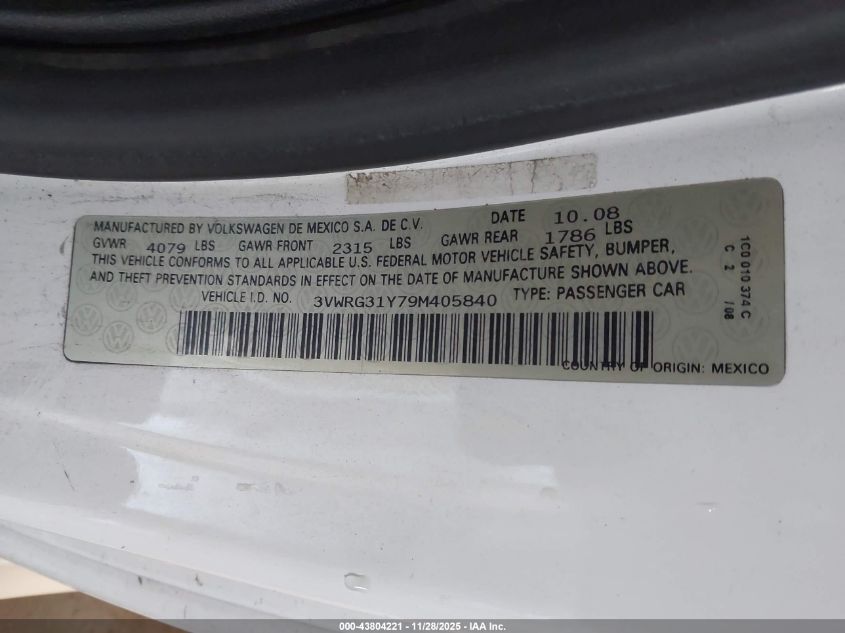 MANUFACTURED BY VOLKSWAGEN DE MEXICO S.A. DE C.V. DATE 10.08
GVWR 4079 LBS GAWR FRONT 2315 LBS GAWR REAR 1786 LBS
THIS VEHICLE CONFORMS TO ALL APPLICABLE U.S. FEDERAL MOTOR VEHICLE SAFETY, BUMPER,
AND THEFT PREVENTION STANDARDS IN EFFECT ON THE DATE OF MANUFACTURE SHOWN ABOVE.
VEHICLE I.D. NO. 3VWRG31Y79M405840 TYPE: PASSENGER CAR
COUNTRY OF ORIGIN: MEXICO
1C0 010 374 C
C 2 /08
000-43804221 - 11/28/2025 - IAA Inc.